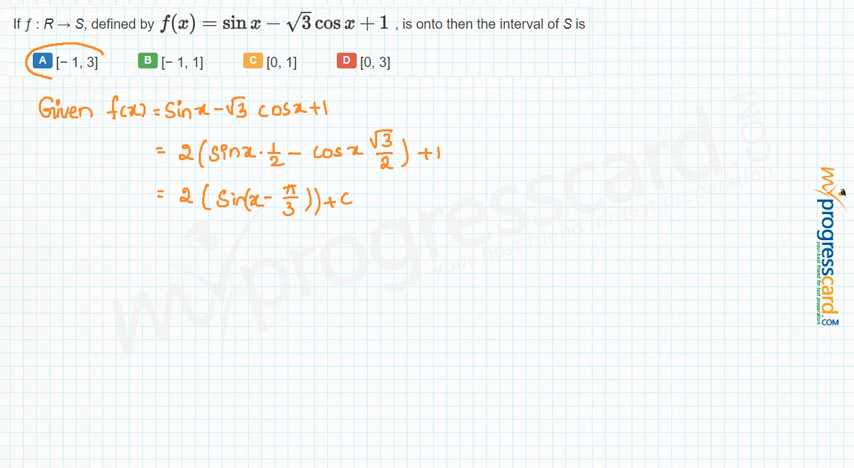 If f : R → S, defined by f(x) = sin x − √3 cos x + 1 , is onto then the interval of S is
A [− 1, 3] B [− 1, 1] C [0, 1] D [0, 3]
Given f(x) = sinx − √3 cosx + 1
= 2 ( sinx · 1/2 − cosx √3/2 ) + 1
= 2 ( sin(x − π/3 )) + c
myprogresscard
.COM
your best friend for test preparation